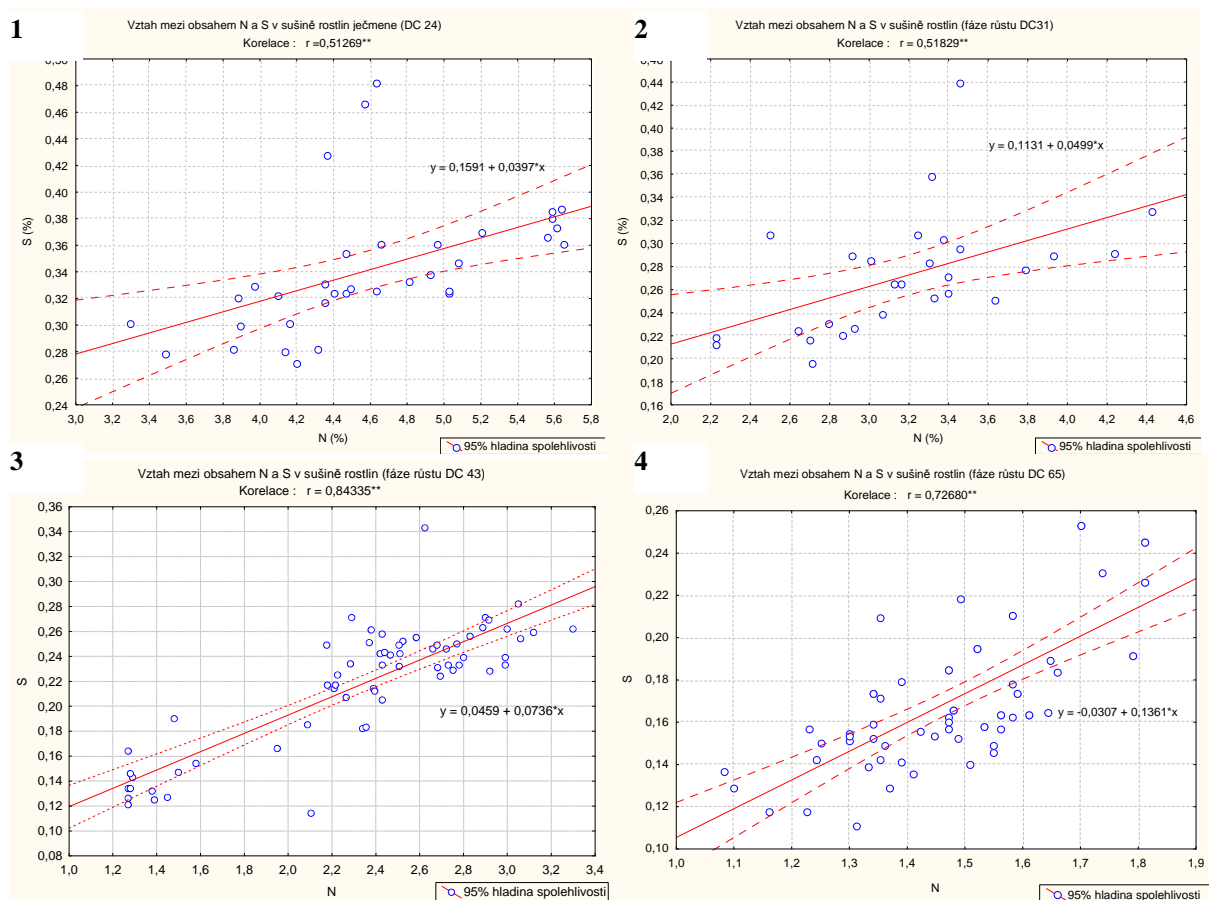 1
Vztah mezi obsahem N a S v sušině rostlin ječmene (DC 24)
Korelace : r =0,51269**
0,50
0,48
0,46
0,44
0,42
0,40
0,38
0,36
0,34
0,32
0,30
0,28
0,26
0,24
S (%)
y = 0,1591 + 0,0397*x
3,0 3,2 3,4 3,6 3,8 4,0 4,2 4,4 4,6 4,8 5,0 5,2 5,4 5,6 5,8
N (%)
95% hladina spolehlivosti
2
Vztah mezi obsahem N a S v sušině rostlin (fáze růstu DC31)
Korelace : r = 0,51829**
0,46
0,44
0,40
0,36
0,32
0,30
0,28
0,26
0,24
0,22
0,20
0,18
0,16
S (%)
y = 0,1131 + 0,0499*x
2,0 2,2 2,4 2,6 2,8 3,0 3,2 3,4 3,6 3,8 4,0 4,2 4,4 4,6
N (%)
95% hladina spolehlivosti
3
Vztah mezi obsahem N a S v sušině rostlin (fáze růstu DC 43)
Korelace : r = 0,84335**
0,36
0,34
0,32
0,30
0,28
0,26
0,24
0,22
0,20
0,18
0,16
0,14
0,12
0,10
0,08
S
y = 0,0459 + 0,0736*x
1,0 1,2 1,4 1,6 1,8 2,0 2,2 2,4 2,6 2,8 3,0 3,2 3,4
N
95% hladina spolehlivosti
4
Vztah mezi obsahem N a S v sušině rostlin (fáze růstu DC 65)
Korelace : r = 0,72680**
0,26
0,24
0,22
0,20
0,18
0,16
0,14
0,12
0,10
S
y = -0,0307 + 0,1361*x
1,0 1,1 1,2 1,3 1,4 1,5 1,6 1,7 1,8 1,9
N
95% hladina spolehlivosti